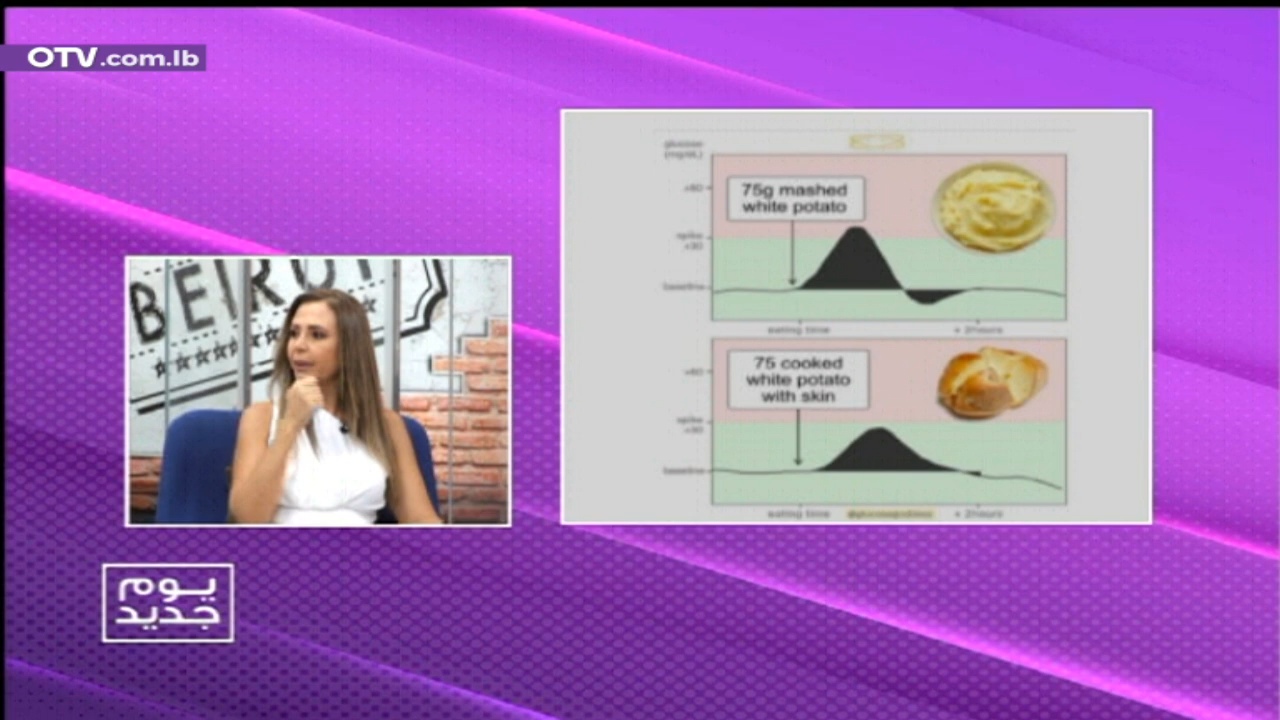 OTV.com.lb
BEIRUT
يوم
جديد
glucose
(mg/dL)
+60
spike
+30
baseline
75g mashed
white potato
eating time
+ 2hours
+60
spike
+30
baseline
75 cooked
white potato
with skin
eating time
+ 2hours